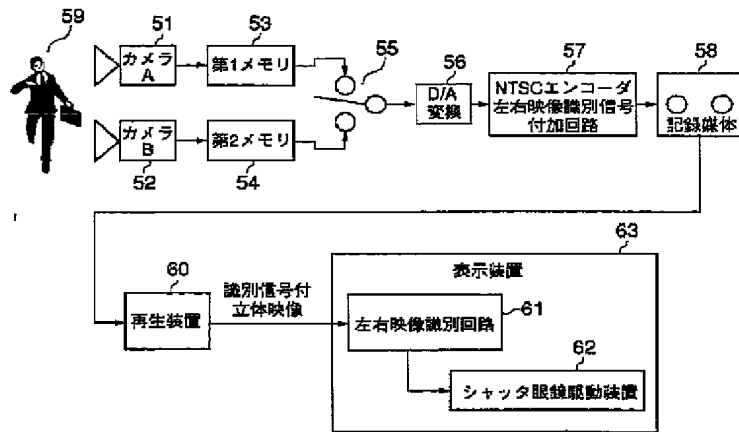 59
51
カメラ
A
53
第1メモリ
55
56
D/A
変換
57
NTSCエンコーダ
左右映像識別信号
付加回路
58
記録媒体
カメラ
B
52
第2メモリ
54
60
再生装置
識別信号付
立体映像
63
表示装置
61
左右映像識別回路
62
シャッタ眼鏡駆動装置